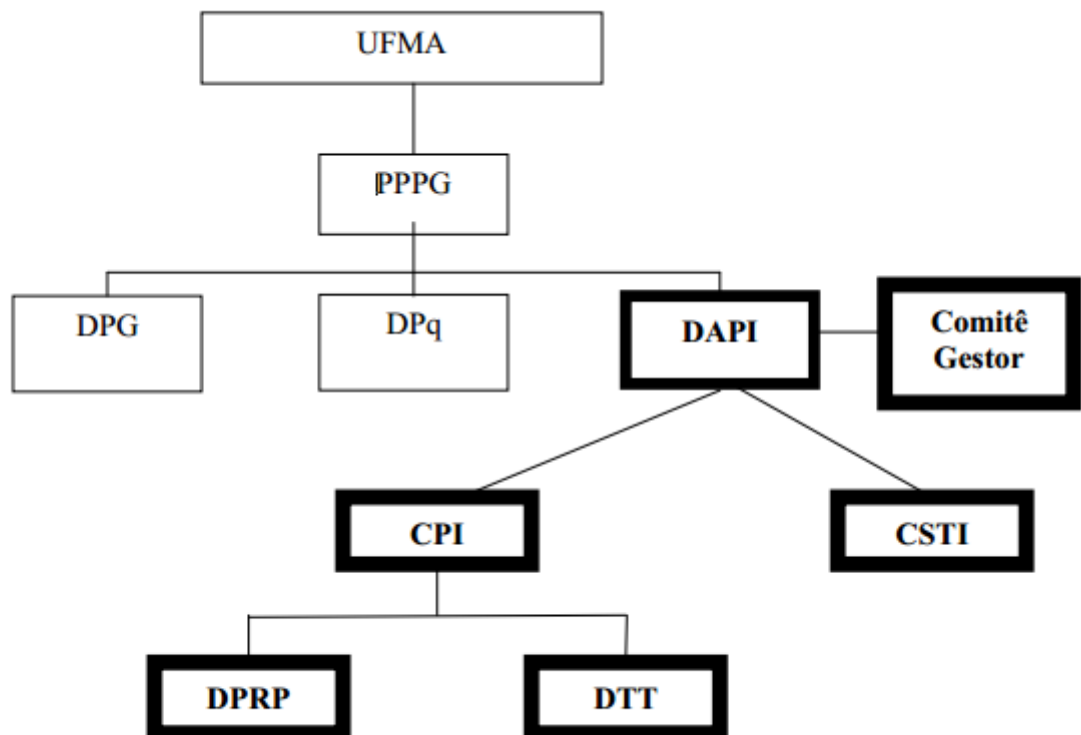 UFMA
PPPG
DPG
DPq
DAPI
Comitê
Gestor
CPI
CSTI
DPRP
DTT